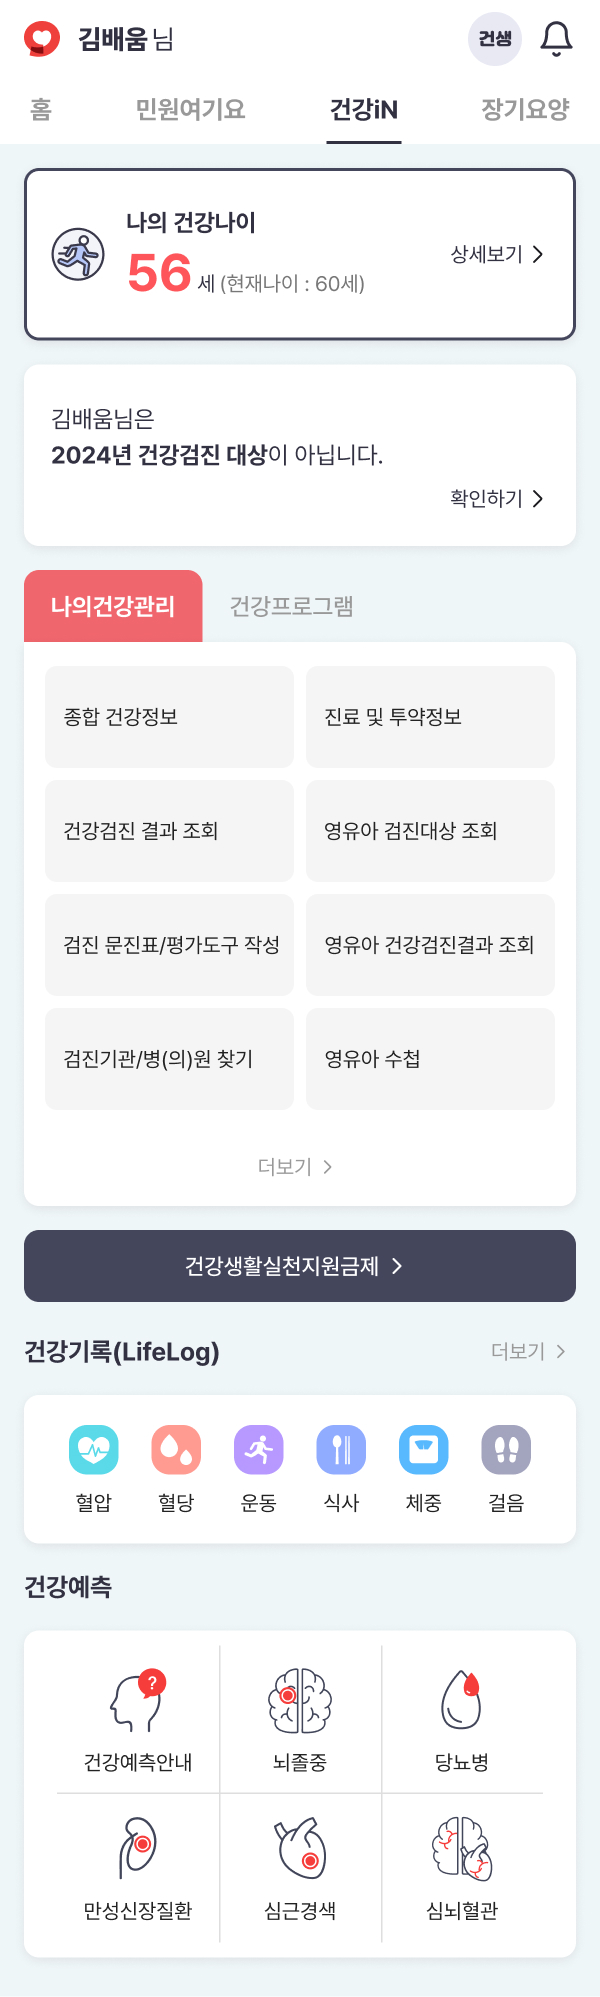 김배움 님
건생
홈 민원여기요 건강iN 장기요양
나의 건강나이
56 세 (현재나이 : 60세)
상세보기
김배움님은
2024년 건강검진 대상이 아닙니다.
확인하기
나의건강관리 건강프로그램
종합 건강정보 진료 및 투약정보
건강검진 결과 조회 영유아 검진대상 조회
검진 문진표/평가도구 작성 영유아 건강검진결과 조회
검진기관/병(의)원 찾기 영유아 수첩
더보기
건강생활실천지원금제
건강기록(LifeLog) 더보기
혈압 혈당 운동 식사 체중 걸음
건강예측
?
건강예측안내 뇌졸중 당뇨병
만성신장질환 심근경색 심뇌혈관